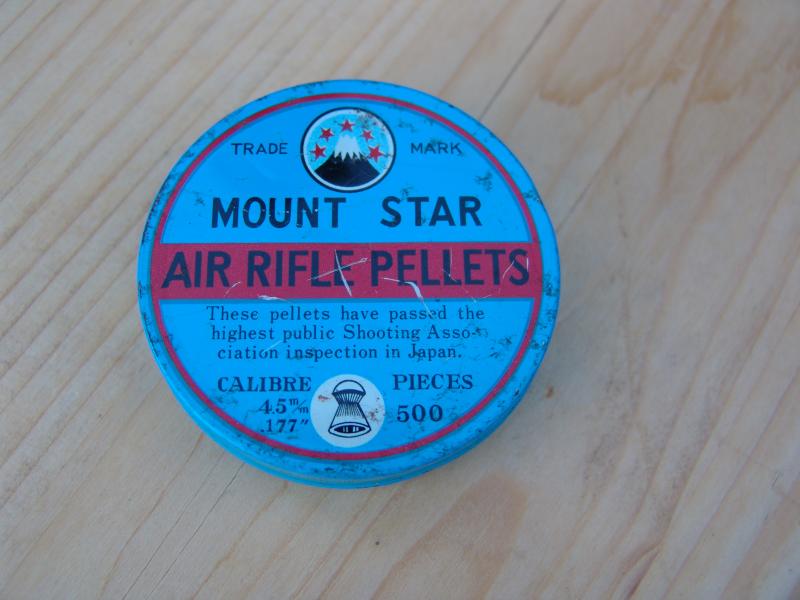 TRADE MARK
MOUNT STAR
AIR RIFLE PELLETS
These pellets have passed the
highest public Shooting Asso-
ciation inspection in Japan.
CALIBRE PIECES
4.5 m/m 500
.177"